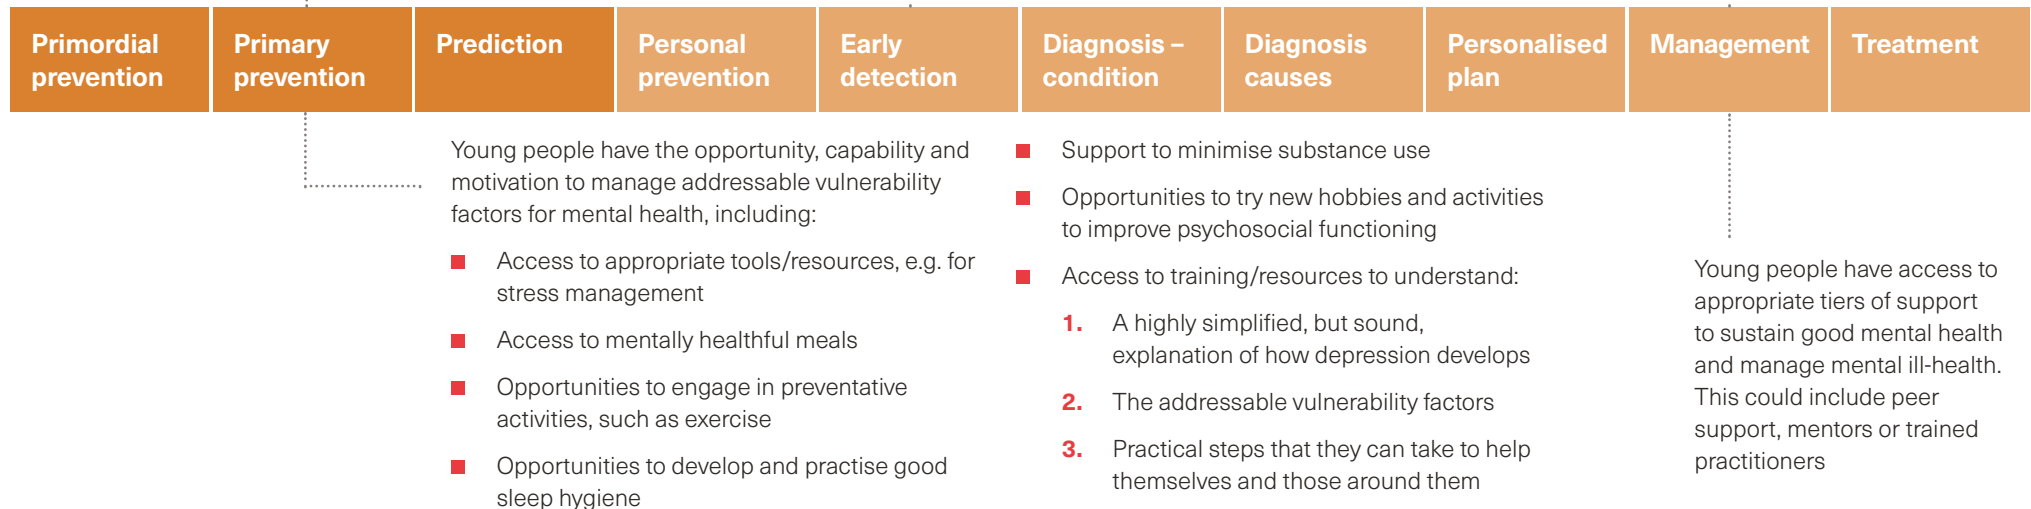 Primordial
prevention
Primary
prevention
Prediction
Personal
prevention
Early
detection
Diagnosis –
condition
Diagnosis
causes
Personalised
plan
Management
Treatment
Young people have the opportunity, capability and
motivation to manage addressable vulnerability
factors for mental health, including:
Access to appropriate tools/resources, e.g. for
stress management
Access to mentally healthful meals
Opportunities to engage in preventative
activities, such as exercise
Opportunities to develop and practise good
sleep hygiene
Support to minimise substance use
Opportunities to try new hobbies and activities
to improve psychosocial functioning
Access to training/resources to understand:
1. A highly simplified, but sound,
explanation of how depression develops
2. The addressable vulnerability factors
3. Practical steps that they can take to help
themselves and those around them
Young people have access to
appropriate tiers of support
to sustain good mental health
and manage mental ill-health.
This could include peer
support, mentors or trained
practitioners